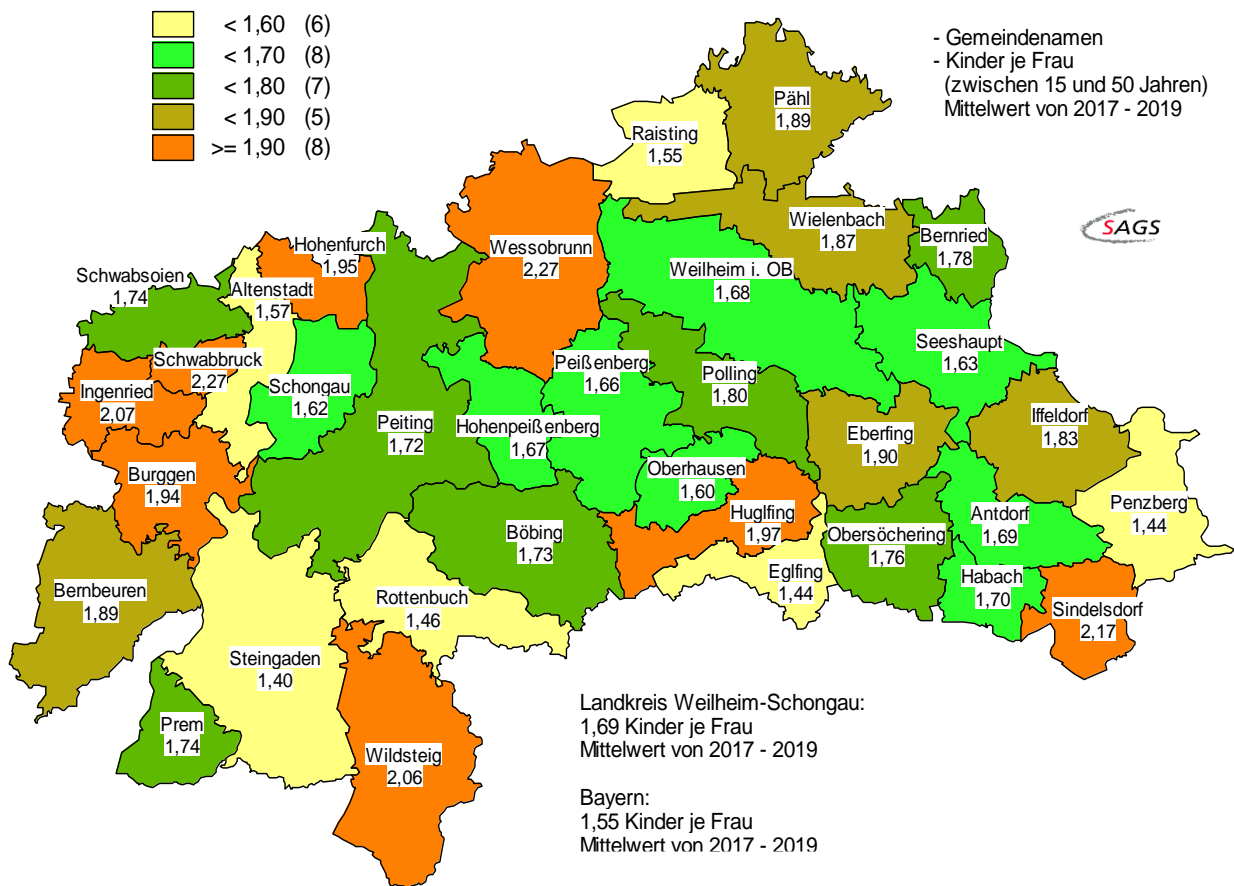 < 1,60 (6)
< 1,70 (8)
< 1,80 (7)
< 1,90 (5)
>= 1,90 (8)
- Gemeindenamen
- Kinder je Frau
(zwischen 15 und 50 Jahren)
Mittelwert von 2017 - 2019
Pähl
1,89
Raisting
1,55
SAGS
Wielenbach
1,87
Bernried
1,78
Hohenfurch
1,95
Wessobrunn
2,27
Weilheim i. OB
1,68
Schwabsoien
1,74
Altenstadt
1,57
Seeshaupt
1,63
Schwabbruck
2,27
Peißenberg
1,66
Polling
1,80
Ingenried
2,07
Schongau
1,62
Iffeldorf
1,83
Peiting
1,72
Hohenpeißenberg
1,67
Eberfing
1,90
Burggen
1,94
Oberhausen
1,60
Penzberg
1,44
Huglfing
1,97
Antdorf
1,69
Böbing
1,73
Obersöchering
1,76
Bernbeuren
1,89
Eglfing
1,44
Habach
1,70
Rottenbuch
1,46
Sindelsdorf
2,17
Steingaden
1,40
Prem
1,74
Wildsteig
2,06
Landkreis Weilheim-Schongau:
1,69 Kinder je Frau
Mittelwert von 2017 - 2019
Bayern:
1,55 Kinder je Frau
Mittelwert von 2017 - 2019